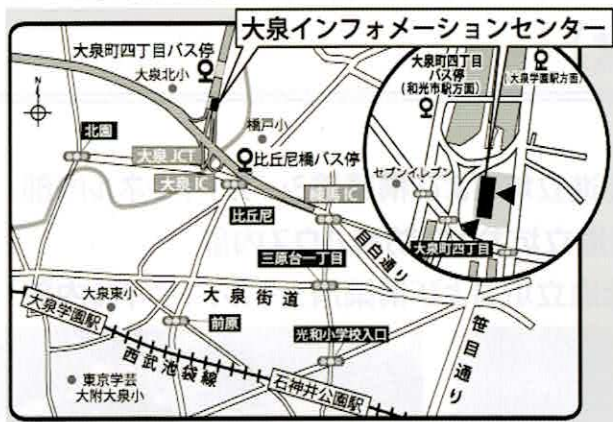 大泉インフォメーションセンター
大泉町四丁目バス停
大泉北小
N
大泉町四丁目
バス停
(和光市駅方面)
(大泉学園駅方面)
橋戸小
北園
大泉JCT
比丘尼橋バス停
セブンイレブン
大泉IC
練馬IC
比丘尼
目白通り
大泉町四丁目
三原台一丁目
大泉東小
大泉街道
大泉学園駅
前原
光和小学校入口
笹目通り
西武池袋線
東京学芸
大附大泉小
石神井公園駅